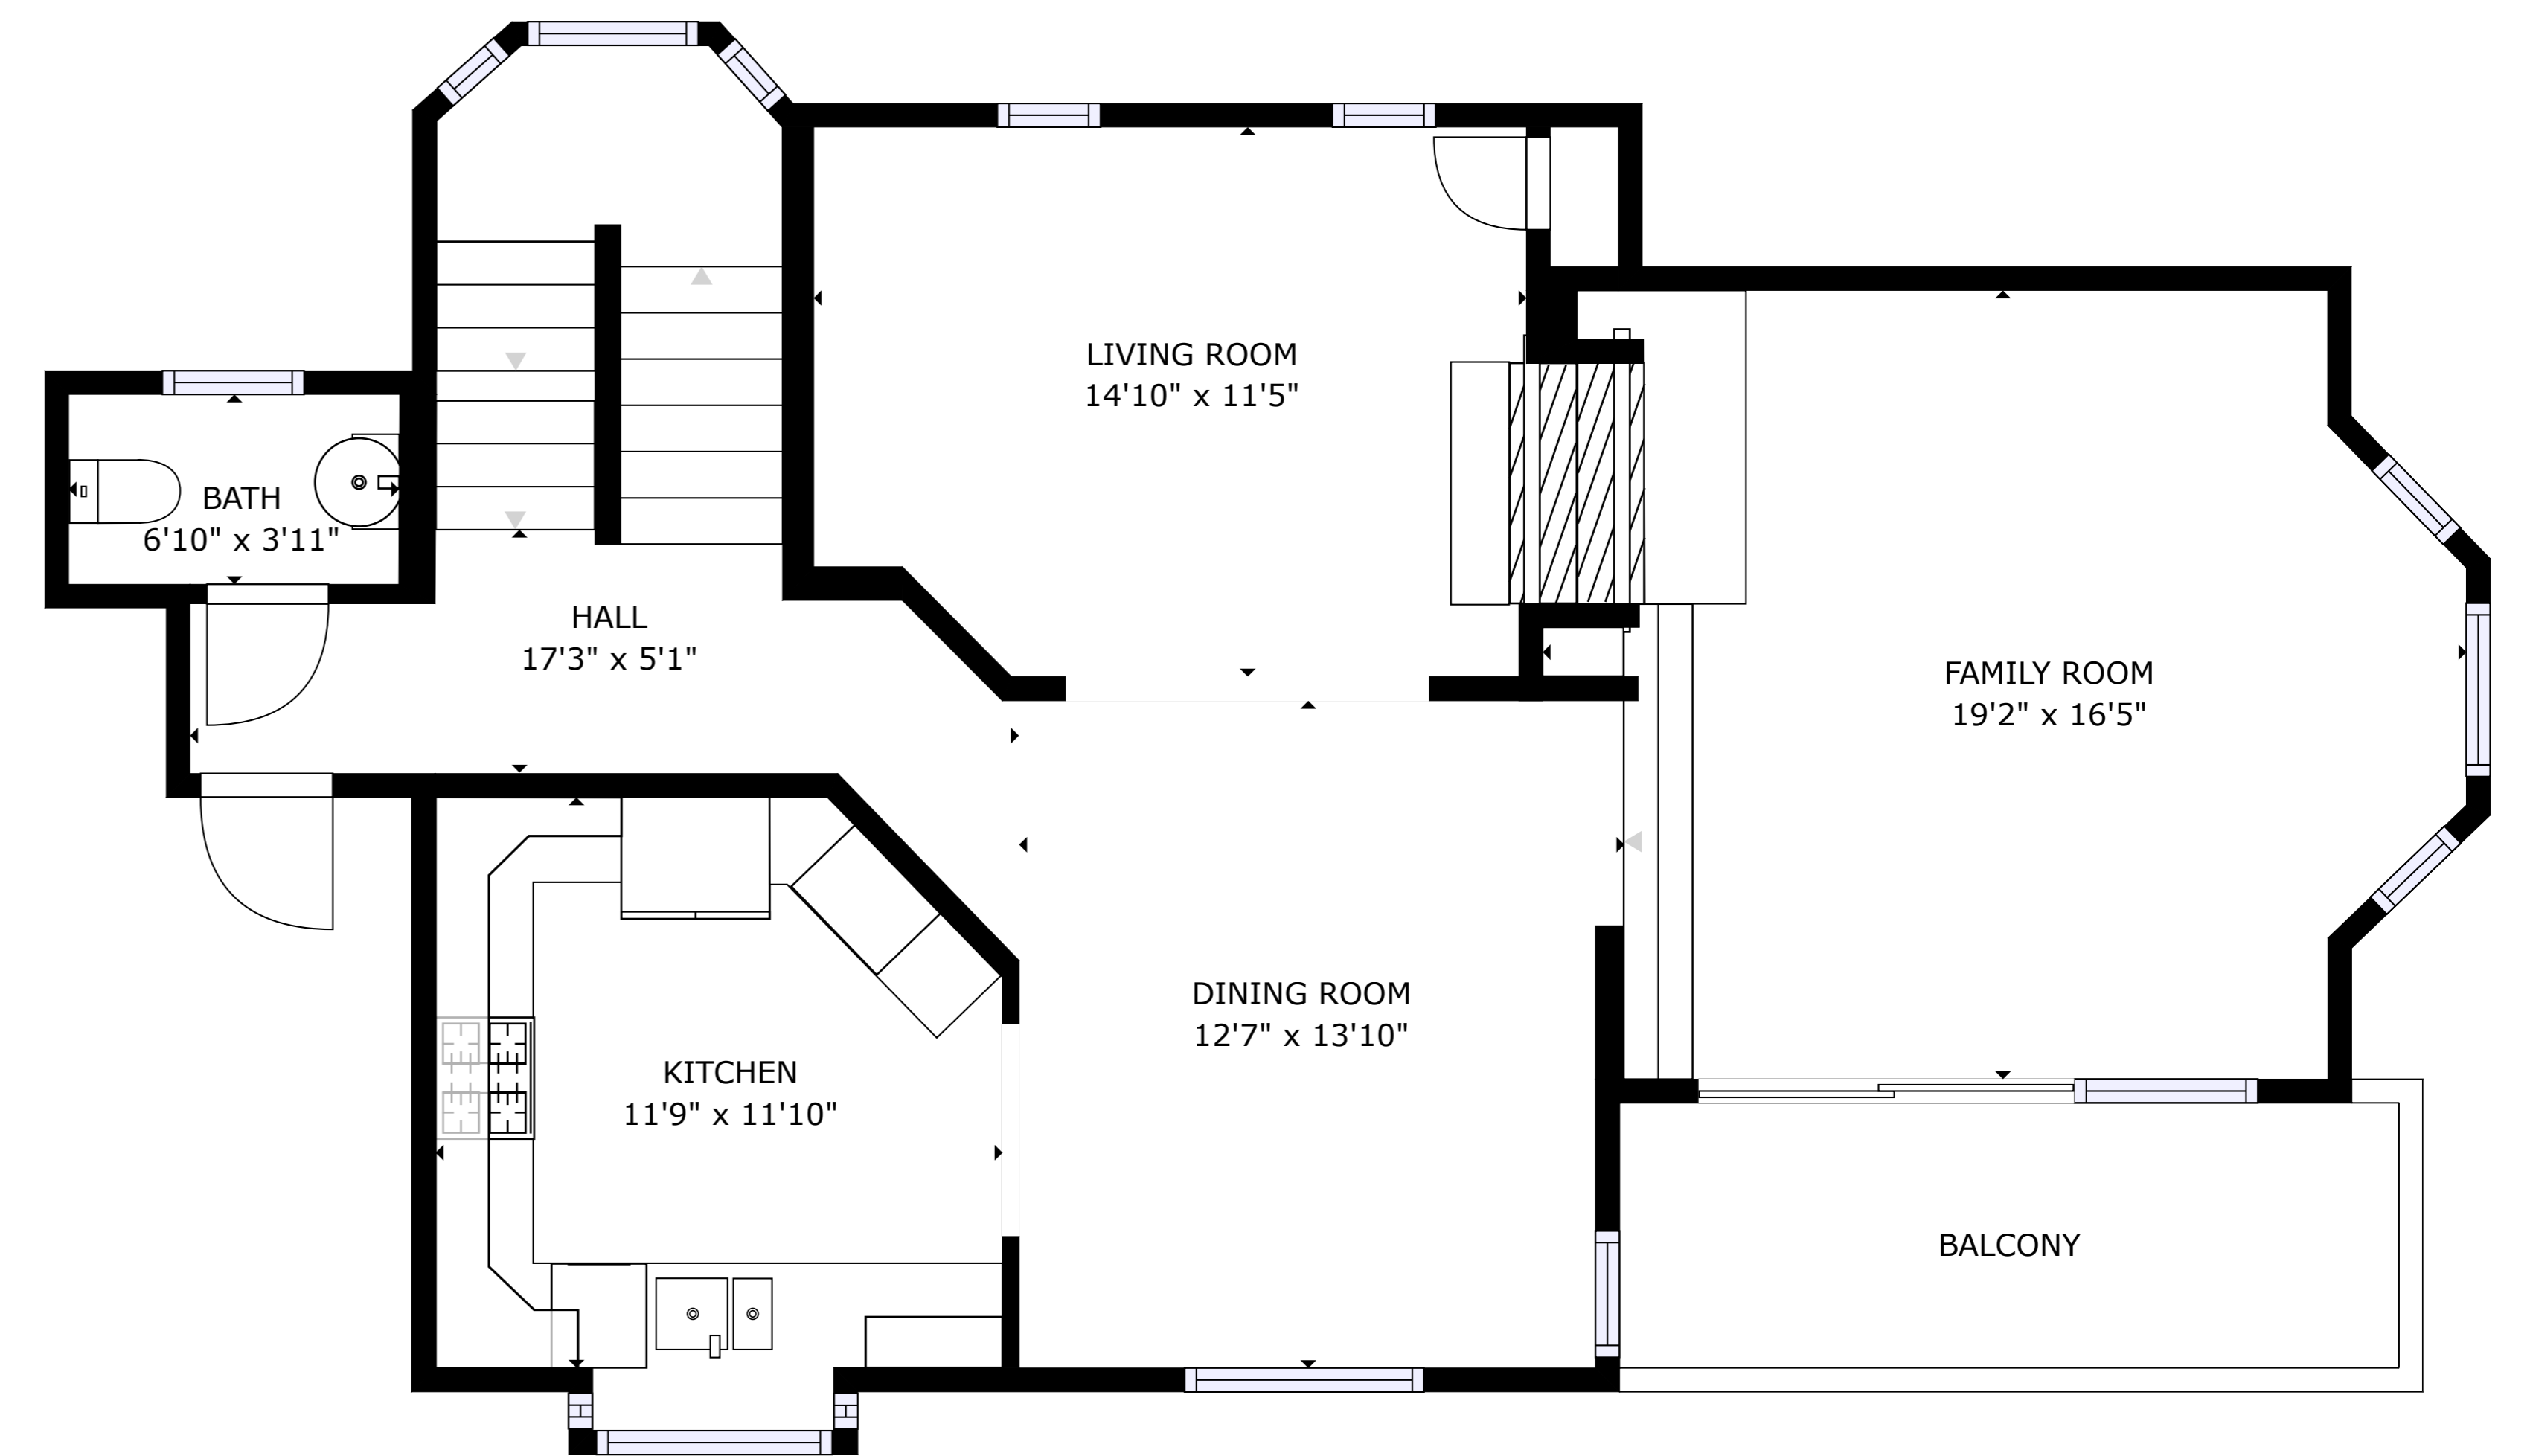 LIVING ROOM
14'10" x 11'5"
BATH
6'10" x 3'11"
HALL
17'3" x 5'1"
FAMILY ROOM
19'2" x 16'5"
DINING ROOM
12'7" x 13'10"
KITCHEN
11'9" x 11'10"
BALCONY